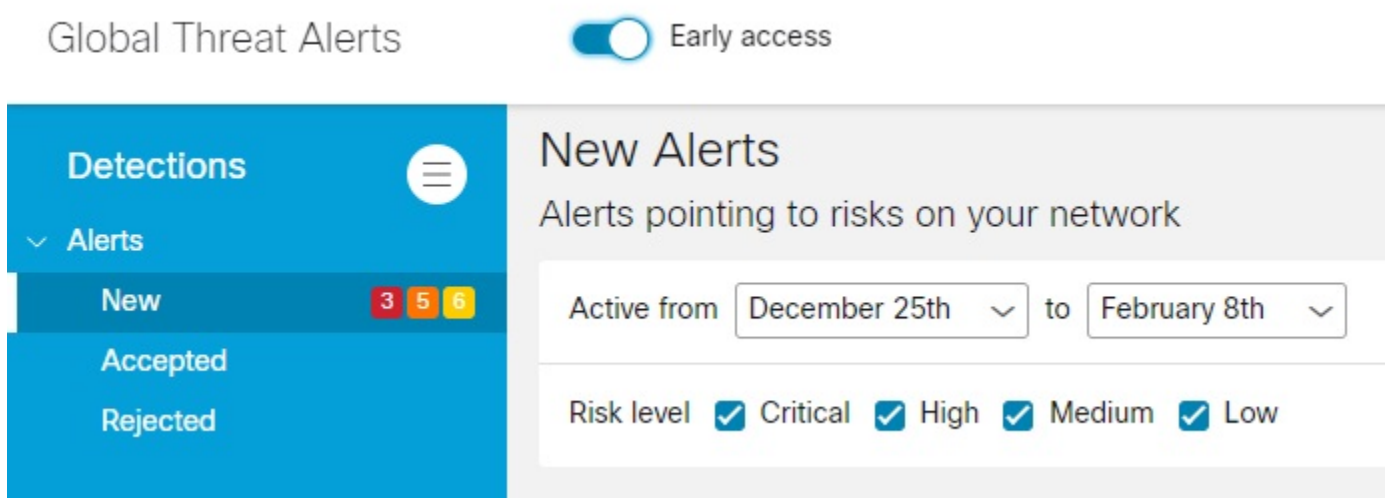 Global Threat Alerts
Early access
Detections
Alerts
New 3 5 6
Accepted
Rejected
New Alerts
Alerts pointing to risks on your network
Active from December 25th to February 8th
Risk level Critical High Medium Low